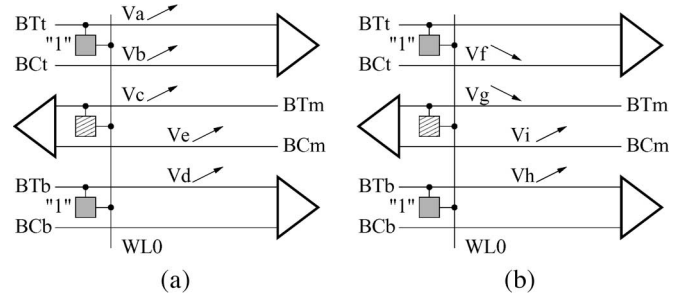 BTt Va
"1"
BCt Vb
Vc BTm
Ve BCm
BTb Vd
"1"
BCb
WL0
(a)
BTt
"1"
BCt Vf
Vg BTm
Vi BCm
BTb Vh
"1"
BCb
WL0
(b)